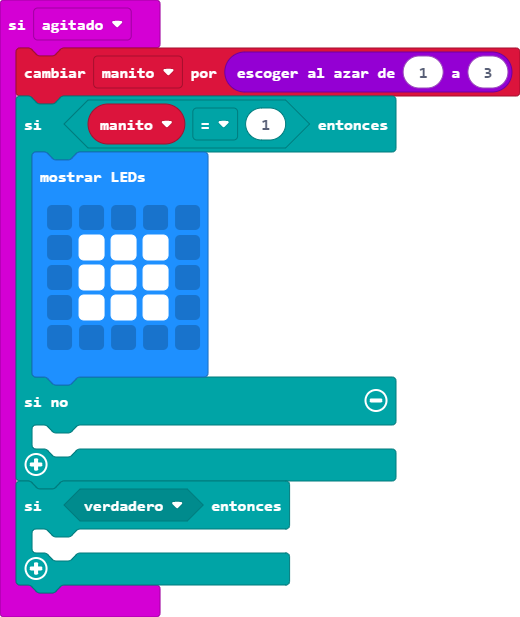 si agitado
cambiar manito por escoger al azar de 1 a 3
si manito = 1 entonces
mostrar LEDs
si no
si verdadero entonces